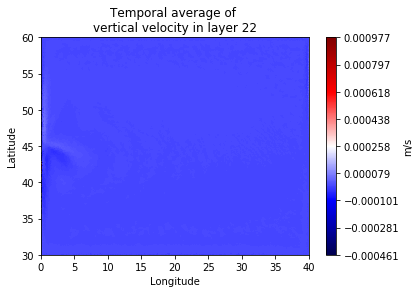 Temporal average of
vertical velocity in layer 22
60
55
50
45
40
35
30
Latitude
0 5 10 15 20 25 30 35 40
Longitude
0.000977
0.000797
0.000618
0.000438
0.000258
0.000079
−0.000101
−0.000281
−0.000461
m/s